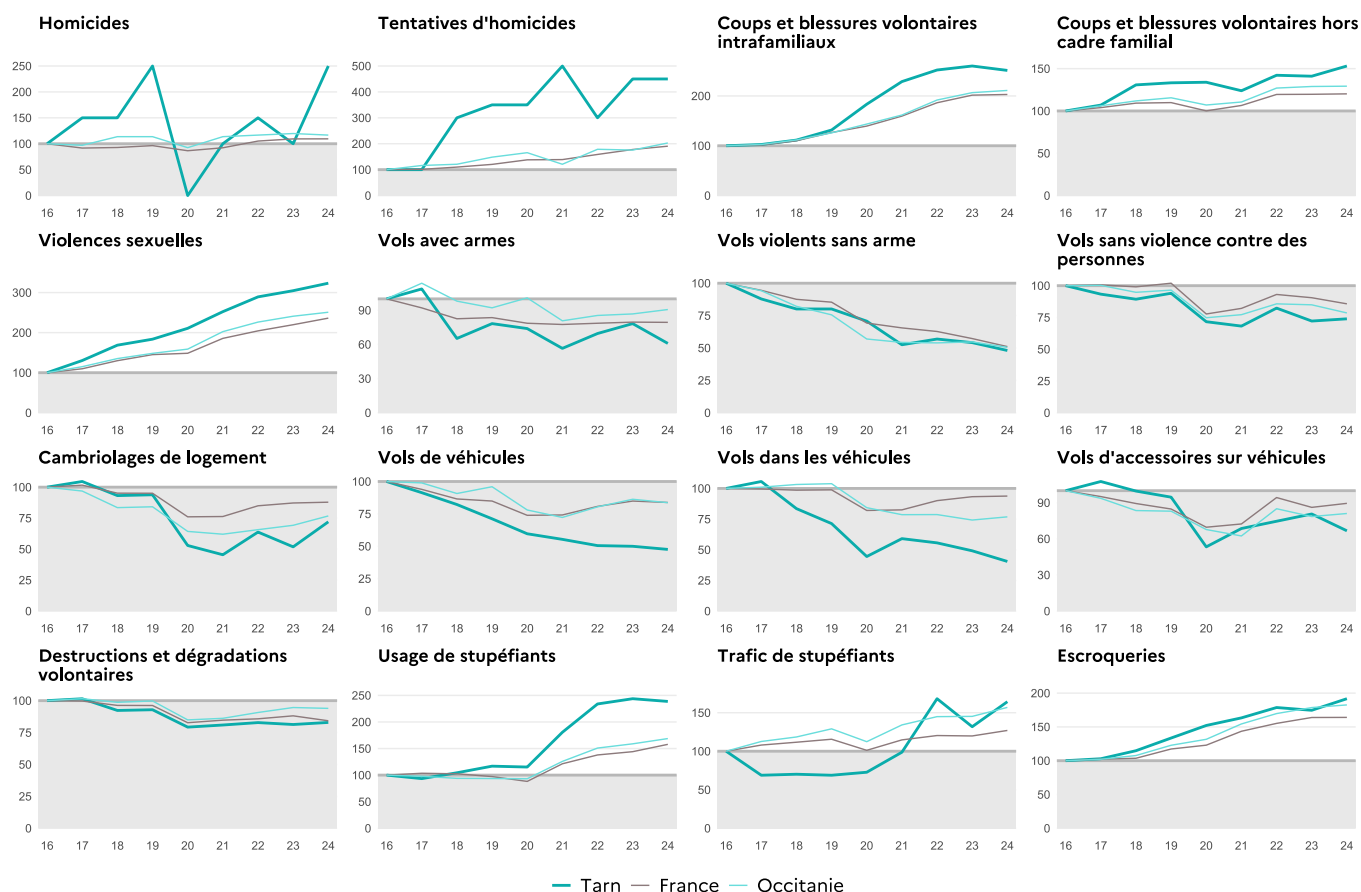 Homicides
250
200
150
100
50
0
16 17 18 19 20 21 22 23 24
Tentatives d'homicides
500
400
300
200
100
0
16 17 18 19 20 21 22 23 24
Coups et blessures volontaires
intrafamiliaux
200
100
0
16 17 18 19 20 21 22 23 24
Coups et blessures volontaires hors
cadre familial
150
100
50
0
16 17 18 19 20 21 22 23 24
Violences sexuelles
300
200
100
0
16 17 18 19 20 21 22 23 24
Vols avec armes
90
60
30
0
16 17 18 19 20 21 22 23 24
Vols violents sans arme
100
75
50
25
0
16 17 18 19 20 21 22 23 24
Vols sans violence contre des
personnes
100
75
50
25
0
16 17 18 19 20 21 22 23 24
Cambriolages de logement
100
75
50
25
0
16 17 18 19 20 21 22 23 24
Vols de véhicules
100
75
50
25
0
16 17 18 19 20 21 22 23 24
Vols dans les véhicules
100
75
50
25
0
16 17 18 19 20 21 22 23 24
Vols d'accessoires sur véhicules
90
60
30
0
16 17 18 19 20 21 22 23 24
Destructions et dégradations
volontaires
100
75
50
25
0
16 17 18 19 20 21 22 23 24
Usage de stupéfiants
250
200
150
100
50
0
16 17 18 19 20 21 22 23 24
Trafic de stupéfiants
150
100
50
0
16 17 18 19 20 21 22 23 24
Escroqueries
200
150
100
50
0
16 17 18 19 20 21 22 23 24
Tarn France Occitanie